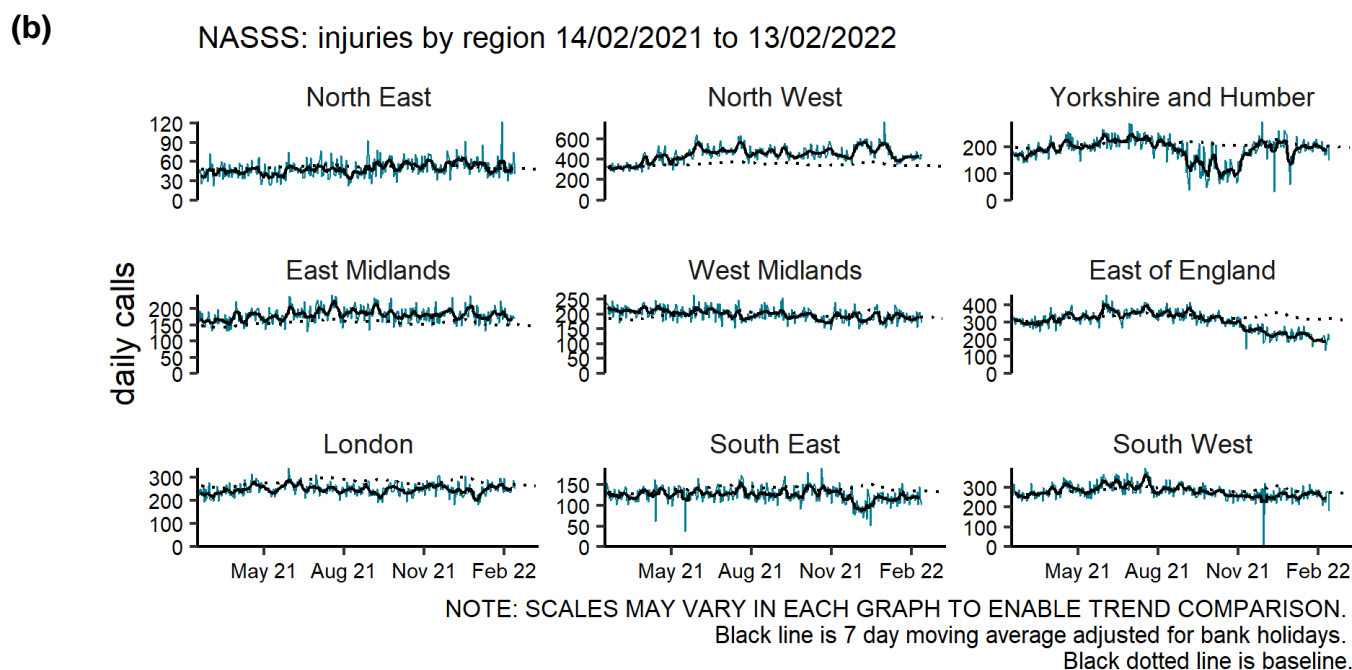 (b)
NASSS: injuries by region 14/02/2021 to 13/02/2022
North East
North West
Yorkshire and Humber
120
90
60
30
0
600
400
200
0
200
100
0
East Midlands
West Midlands
East of England
200
150
100
50
0
250
200
150
100
50
0
400
300
200
100
0
daily calls
London
South East
South West
300
200
100
0
150
100
50
0
300
200
100
0
May 21 Aug 21 Nov 21 Feb 22
May 21 Aug 21 Nov 21 Feb 22
May 21 Aug 21 Nov 21 Feb 22
NOTE: SCALES MAY VARY IN EACH GRAPH TO ENABLE TREND COMPARISON.
Black line is 7 day moving average adjusted for bank holidays.
Black dotted line is baseline.